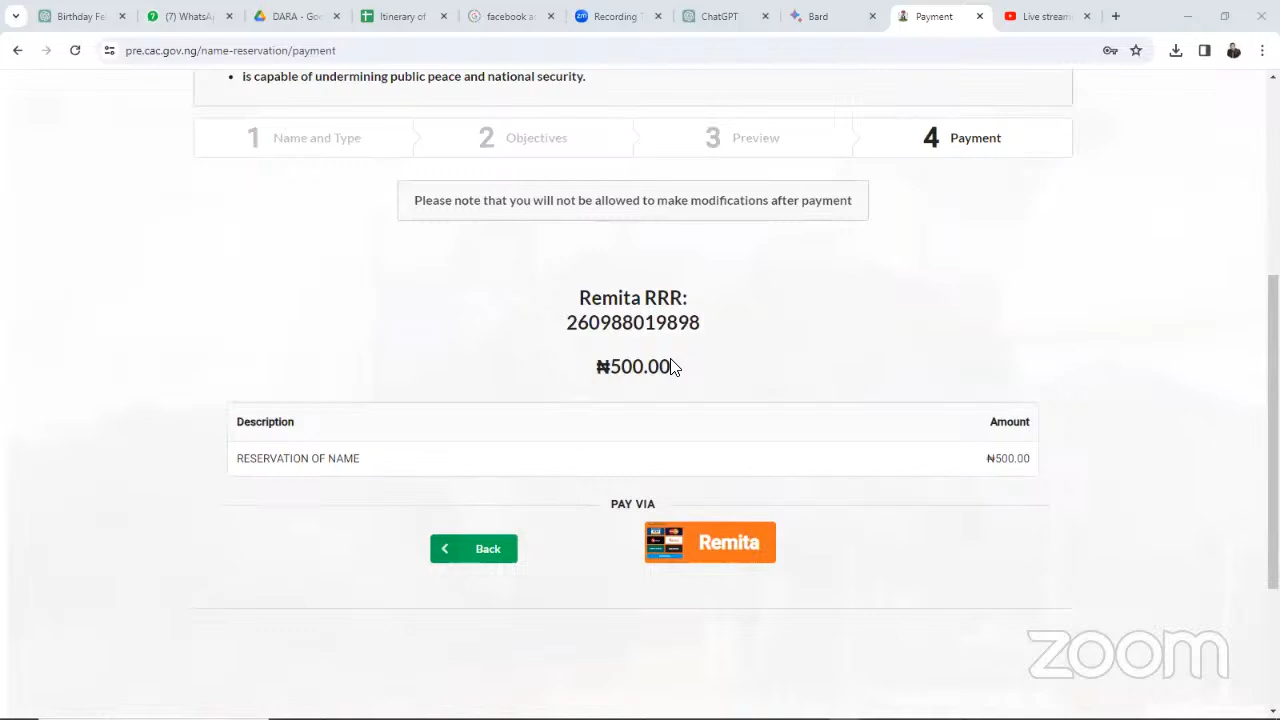 Birthday Fe
(7) WhatsA
DARA - Go
Itinerary of
facebook a
Recording T
ChatGPT
Bard
Payment
Live stream
pre.cac.gov.ng/name-reservation/payment
• is capable of undermining public peace and national security.
1 Name and Type
2 Objectives
3 Preview
4 Payment
Please note that you will not be allowed to make modifications after payment
Remita RRR:
260988019898
₦500.00
Description Amount
RESERVATION OF NAME ₦500.00
PAY VIA
Back
Remita
zoom